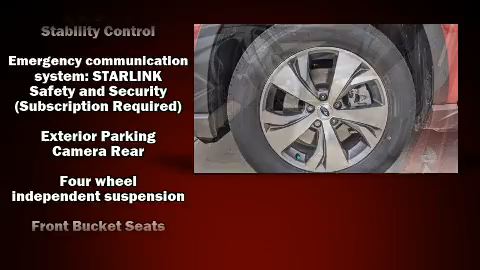 Stability Control
Emergency communication
system: STARLINK
Safety and Security
(Subscription Required)
Exterior Parking
Camera Rear
Four wheel
independent suspension
Front Bucket Seats